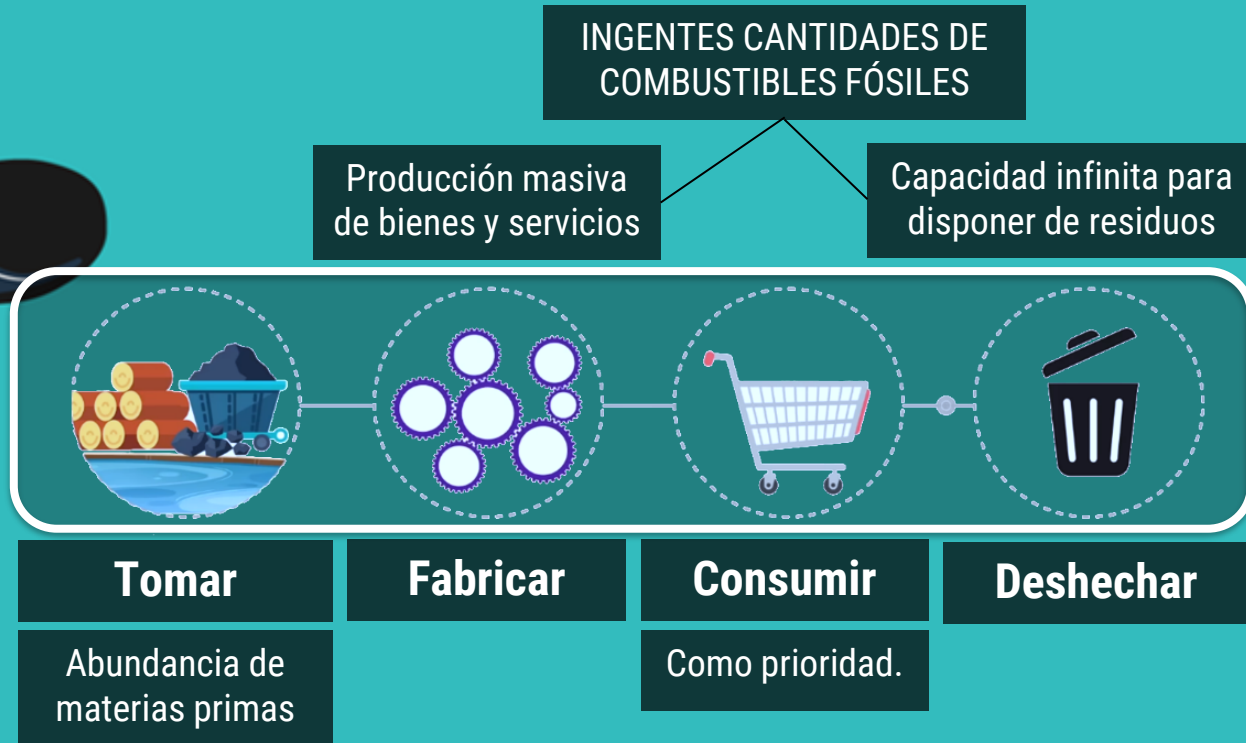 INGENTES CANTIDADES DE
COMBUSTIBLES FÓSILES
Producción masiva
de bienes y servicios
Capacidad infinita para
disponer de residuos
Tomar
Fabricar
Consumir
Deshechar
Abundancia de
materias primas
Como prioridad.